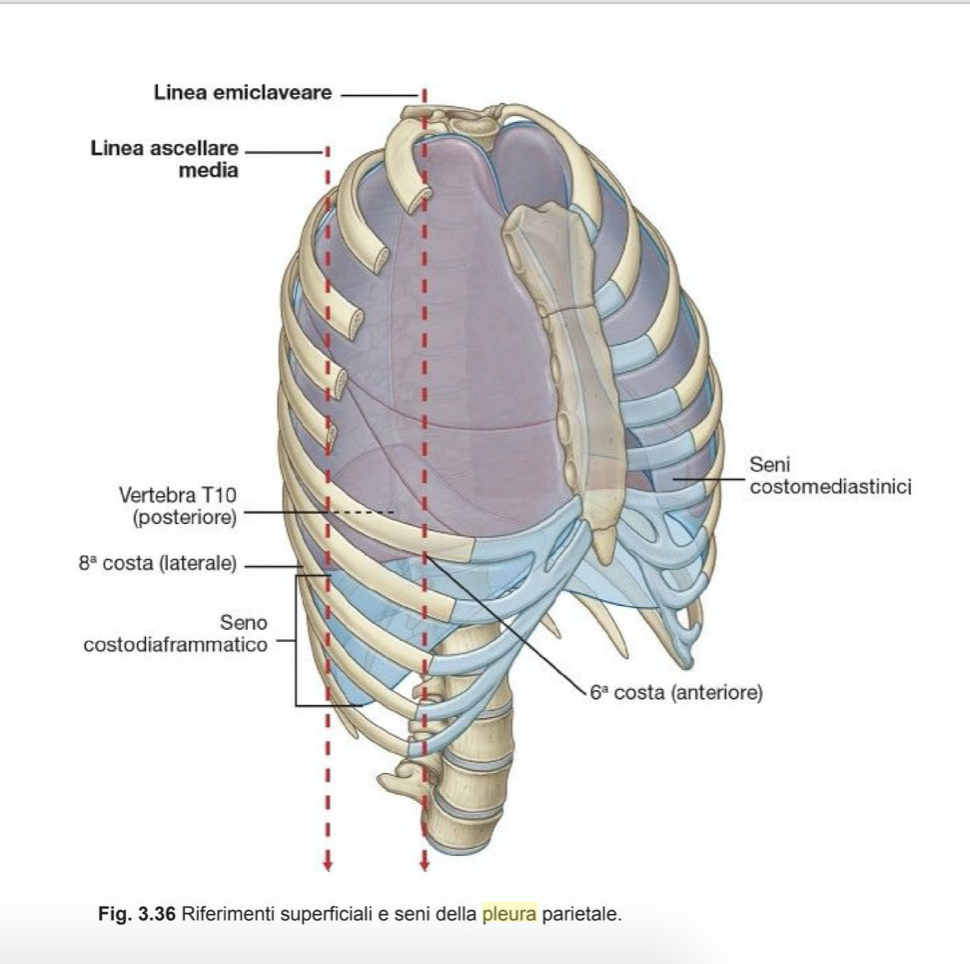 Linea emiclaveare
Linea ascellare
media
Seni
costomediastinici
Vertebra T10
(posteriore)
8ª costa (laterale)
Seno
costodiaframmatico
6ª costa (anteriore)
Fig. 3.36 Riferimenti superficiali e seni della pleura parietale.